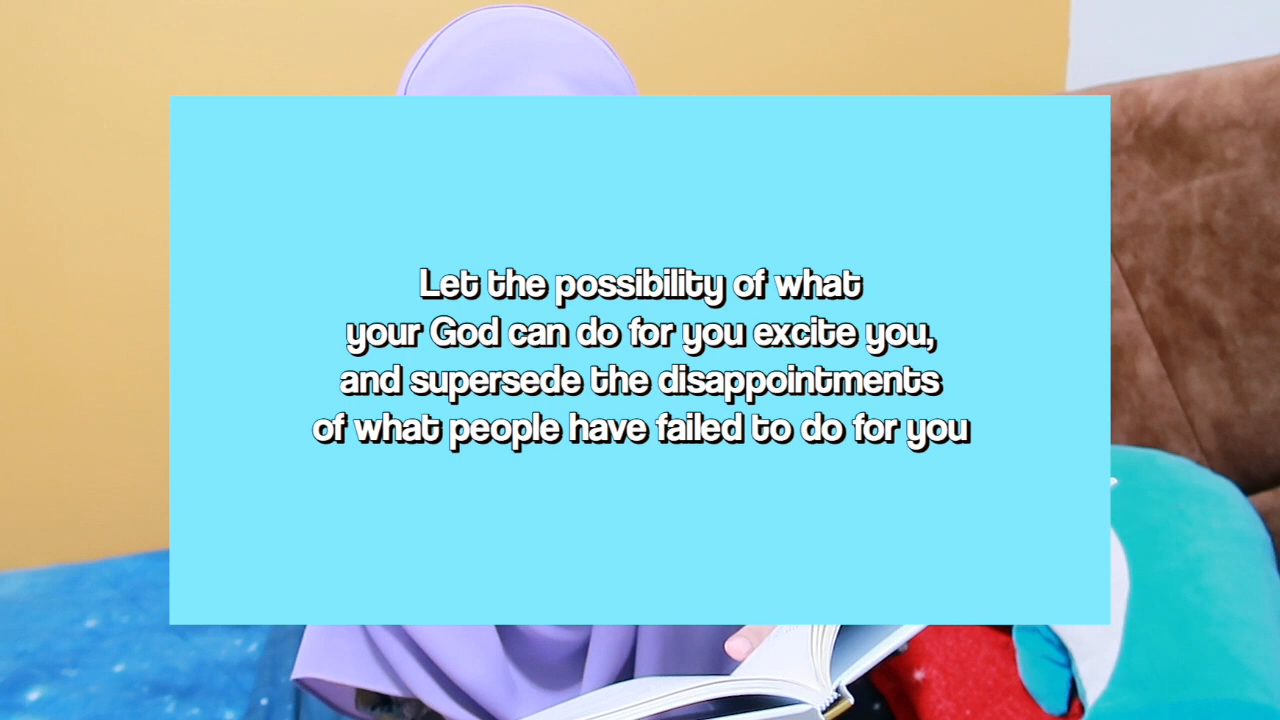 Let the possibility of what
your God can do for you excite you,
and supersede the disappointments
of what people have failed to do for you